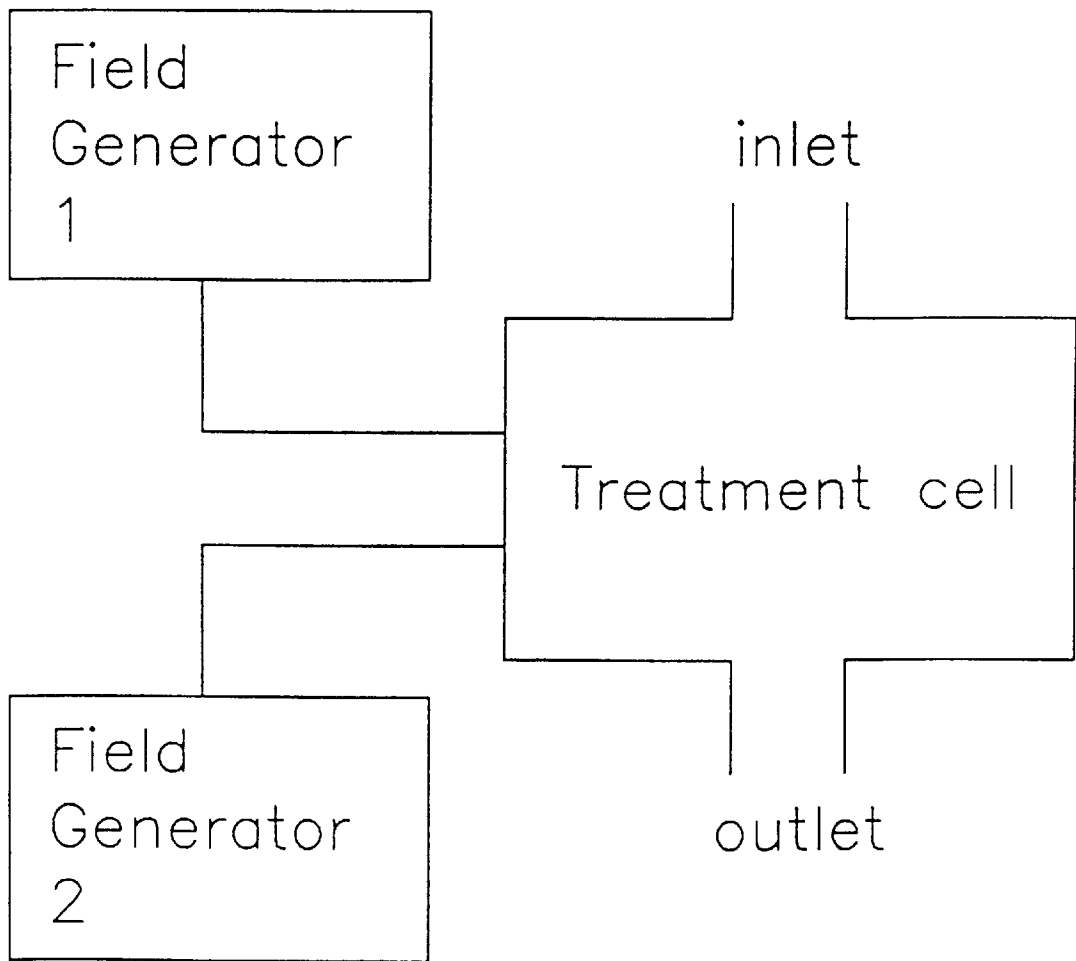 Field
Generator
1
inlet
Treatment cell
Field
Generator
2
outlet